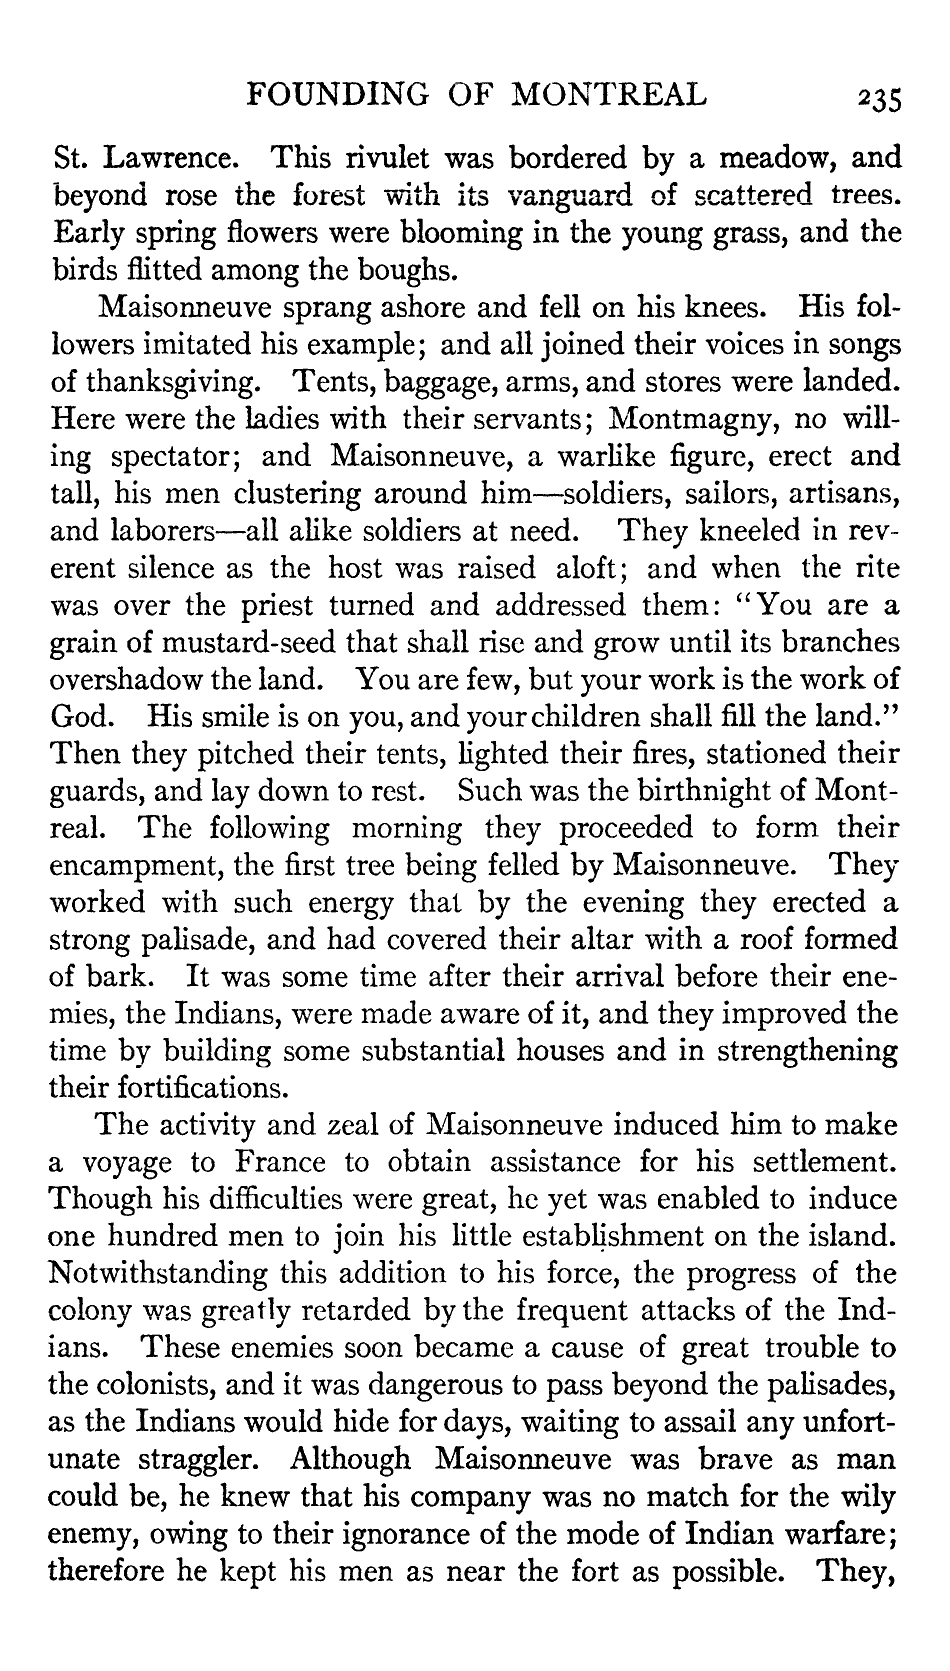 FOUNDING OF MONTREAL 235
St. Lawrence. This rivulet was bordered by a meadow, and
beyond rose the forest with its vanguard of scattered trees.
Early spring flowers were blooming in the young grass, and the
birds flitted among the boughs.
Maisonneuve sprang ashore and fell on his knees. His fol-
lowers imitated his example; and all joined their voices in songs
of thanksgiving. Tents, baggage, arms, and stores were landed.
Here were the ladies with their servants; Montmagny, no will-
ing spectator; and Maisonneuve, a warlike figure, erect and
tall, his men clustering around him—soldiers, sailors, artisans,
and laborers—all alike soldiers at need. They kneeled in rev-
erent silence as the host was raised aloft; and when the rite
was over the priest turned and addressed them: "You are a
grain of mustard-seed that shall rise and grow until its branches
overshadow the land. You are few, but your work is the work of
God. His smile is on you, and your children shall fill the land."
Then they pitched their tents, lighted their fires, stationed their
guards, and lay down to rest. Such was the birthnight of Mont-
real. The following morning they proceeded to form their
encampment, the first tree being felled by Maisonneuve. They
worked with such energy that by the evening they erected a
strong palisade, and had covered their altar with a roof formed
of bark. It was some time after their arrival before their ene-
mies, the Indians, were made aware of it, and they improved the
time by building some substantial houses and in strengthening
their fortifications.
The activity and zeal of Maisonneuve induced him to make
a voyage to France to obtain assistance for his settlement.
Though his difficulties were great, he yet was enabled to induce
one hundred men to join his little establishment on the island.
Notwithstanding this addition to his force, the progress of the
colony was greatly retarded by the frequent attacks of the Ind-
ians. These enemies soon became a cause of great trouble to
the colonists, and it was dangerous to pass beyond the palisades,
as the Indians would hide for days, waiting to assail any unfort-
unate straggler. Although Maisonneuve was brave as man
could be, he knew that his company was no match for the wily
enemy, owing to their ignorance of the mode of Indian warfare;
therefore he kept his men as near the fort as possible. They,